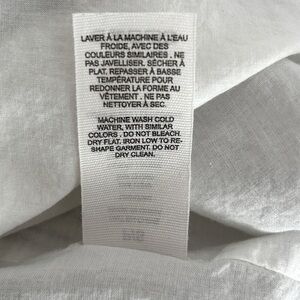 LAVER À LA MACHINE À L'EAU
FROIDE, AVEC DES
COULEURS SIMILAIRES . NE
PAS JAVELLISER. SÉCHER À
PLAT. REPASSER À BASSE
TEMPÉRATURE POUR
REDONNER LA FORME AU
VÊTEMENT . NE PAS
NETTOYER À SEC.
MACHINE WASH COLD
WATER, WITH SIMILAR
COLORS . DO NOT BLEACH.
DRY FLAT. IRON LOW TO RE-
SHAPE GARMENT. DO NOT
DRY CLEAN.